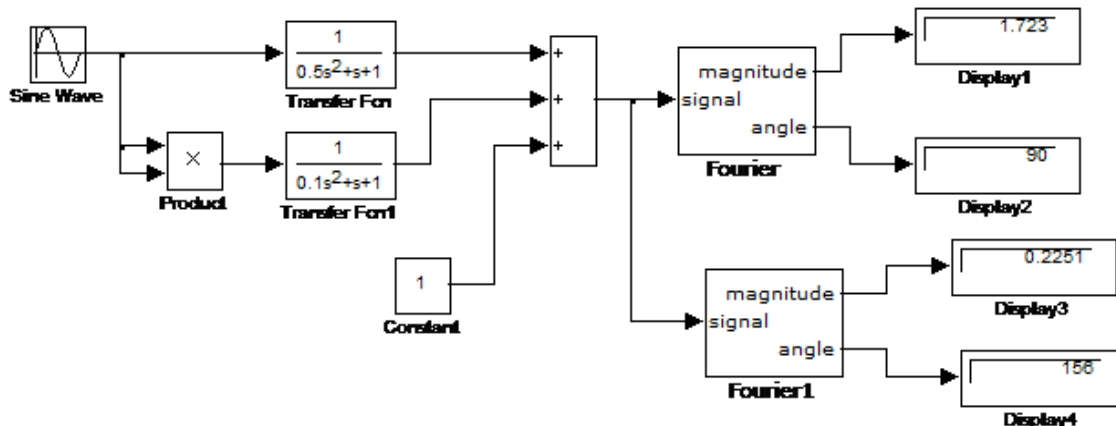 Sine Wave
1
0.5s²+s+1
Transfer Fcn
×
Product
1
0.1s²+s+1
Transfer Fcn1
1
Constant
+
+
+
signal
magnitude
angle
Fourier
1.723
Display1
90
Display2
signal
magnitude
angle
Fourier1
0.2251
Display3
156
Display4